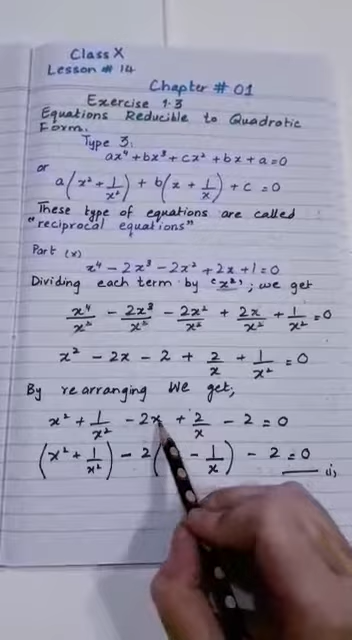 Class X
Lesson # 14
Chapter # 01
Exercise 1.3
Equations Reducible to Quadratic
Form.
Type 3:
ax⁴ + bx³ + cx² + bx + a = 0
or
a(x² + 1/x²) + b(x + 1/x) + c = 0
These type of equations are called
"reciprocal equations"
Part (x)
x⁴ - 2x³ - 2x² + 2x + 1 = 0
Dividing each term by "x²", we get
x⁴/x² - 2x³/x² - 2x²/x² + 2x/x² + 1/x² = 0
x² - 2x - 2 + 2/x + 1/x² = 0
By rearranging We get;
x² + 1/x² - 2x + 2/x - 2 = 0
(x² + 1/x²) - 2( - 1/x) - 2 = 0 — i,